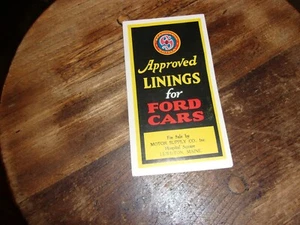 Approved
LININGS
for
FORD
CARS
For Sale by
MOTOR SUPPLY CO., Inc.